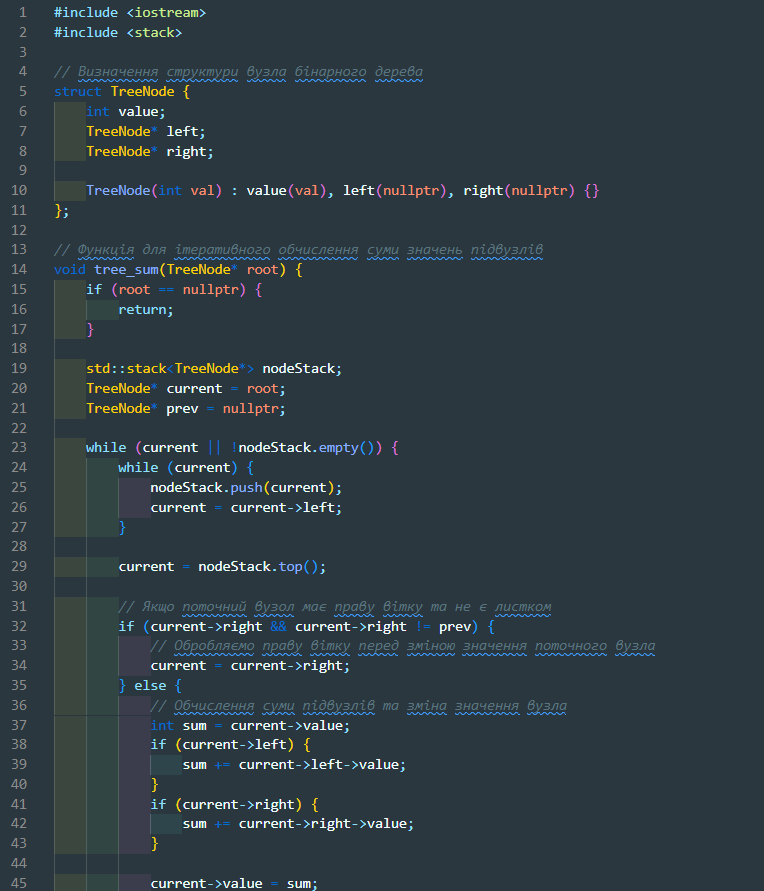 1 #include <iostream>
2 #include <stack>
3
4 // Визначення структури вузла бінарного дерева
5 struct TreeNode {
6     int value;
7     TreeNode* left;
8     TreeNode* right;
9
10     TreeNode(int val) : value(val), left(nullptr), right(nullptr) {}
11 };
12
13 // Функція для ітеративного обчислення суми значень підвузлів
14 void tree_sum(TreeNode* root) {
15     if (root == nullptr) {
16         return;
17     }
18
19     std::stack<TreeNode*> nodeStack;
20     TreeNode* current = root;
21     TreeNode* prev = nullptr;
22
23     while (current || !nodeStack.empty()) {
24         while (current) {
25             nodeStack.push(current);
26             current = current->left;
27         }
28
29         current = nodeStack.top();
30
31         // Якщо поточний вузол має праву вітку та не є листком
32         if (current->right && current->right != prev) {
33             // Обробляємо праву вітку перед зміною значення поточного вузла
34             current = current->right;
35         } else {
36             // Обчислення суми підвузлів та зміна значення вузла
37             int sum = current->value;
38             if (current->left) {
39                 sum += current->left->value;
40             }
41             if (current->right) {
42                 sum += current->right->value;
43             }
44
45             current->value = sum;